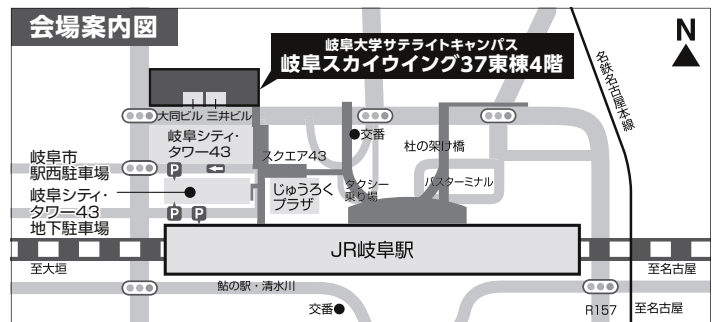 会場案内図
岐阜大学サテライトキャンパス
岐阜スカイウイング37東棟4階
N
名鉄名古屋本線
大同ビル 三井ビル
岐阜シティ・
タワー43
●交番
杜の架け橋
スクエア43
岐阜市
駅西駐車場
P
岐阜シティ・
タワー43
地下駐車場
じゅうろく
プラザ
タクシー
乗り場
バスターミナル
P
P
JR岐阜駅
至大垣
至名古屋
鮎の駅・清水川
交番●
R157
至名古屋